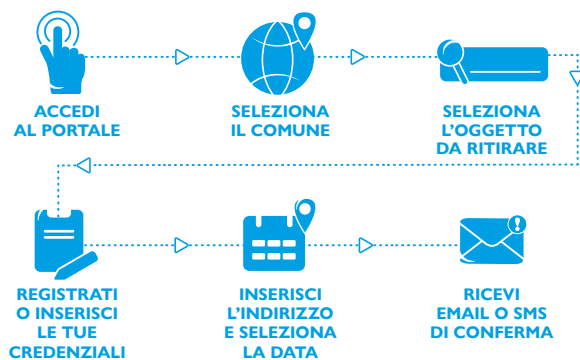 ACCEDI
AL PORTALE
SELEZIONA
IL COMUNE
SELEZIONA
L'OGGETTO
DA RITIRARE
REGISTRATI
O INSERISCI
LE TUE
CREDENZIALI
INSERISCI
L'INDIRIZZO
E SELEZIONA
LA DATA
RICEVI
EMAIL O SMS
DI CONFERMA